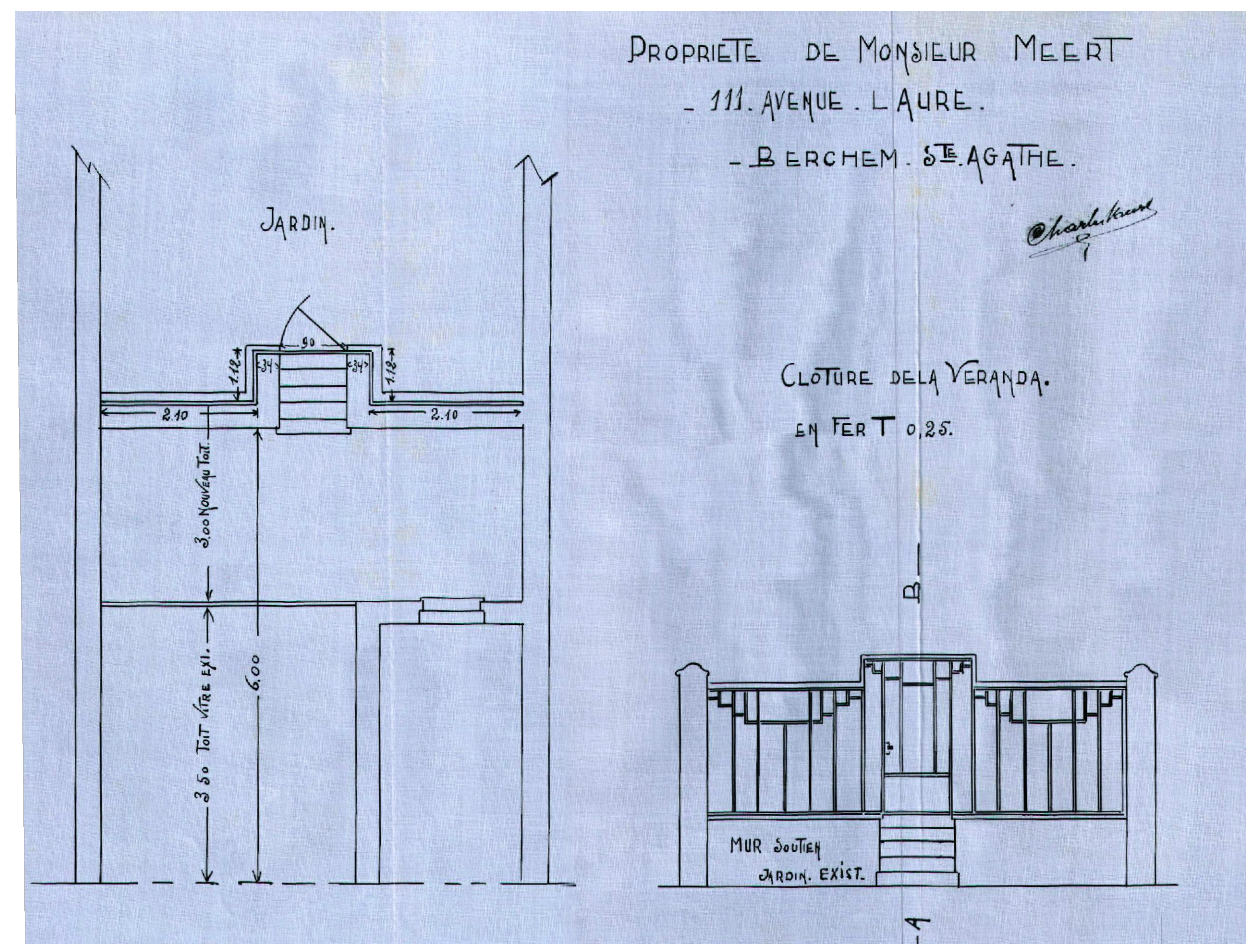 PROPRIETE DE MONSIEUR MEERT
- 111. AVENUE. LAURE.
- BERCHEM. STE. AGATHE.
JARDIN.
CLOTURE DE LA VERANDA.
EN FER T 0,25.
90
1.12
34
34
1.12
2.10
2.10
3,00 NOUVEAU TOIT.
3 50 TOIT VITRE EXI.
6,00
B
MUR SOUTIEN
JARDIN. EXIST.
A